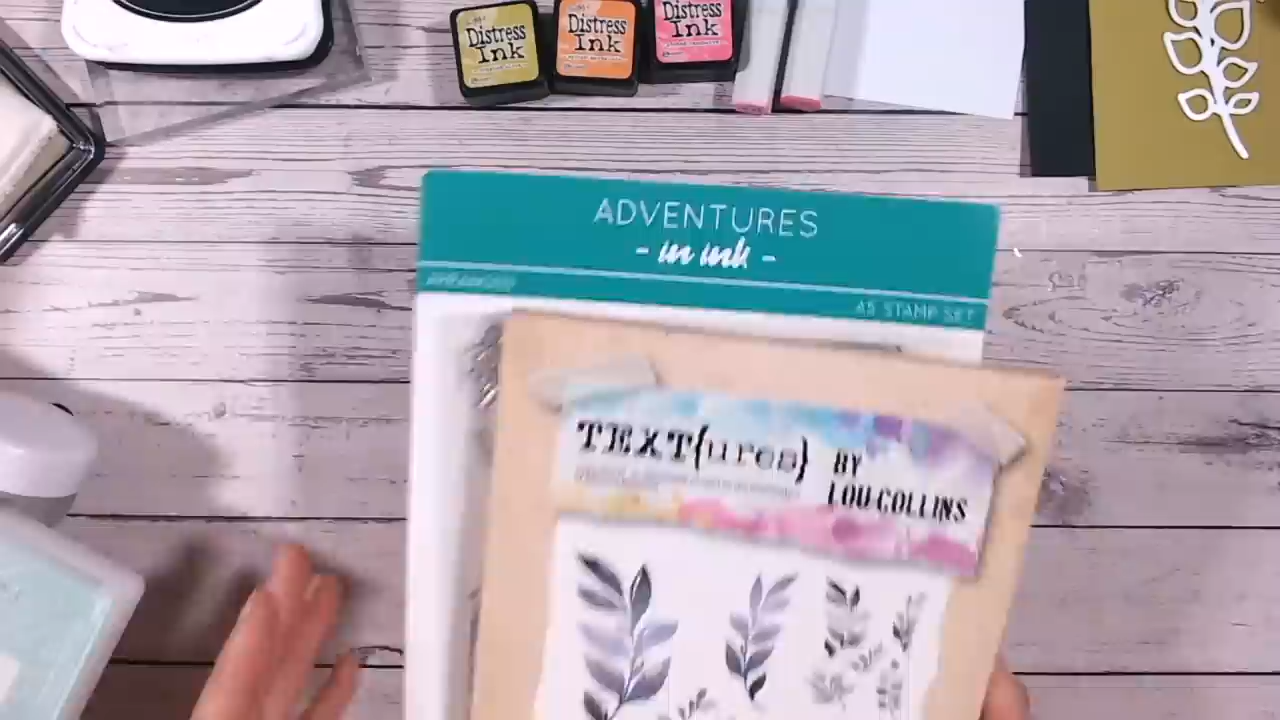 Distress
Ink
Distress
Ink
Distress
Ink
ADVENTURES
- in ink -
A5 STAMP SET
TEXT{ures} BY
LOU COLLINS